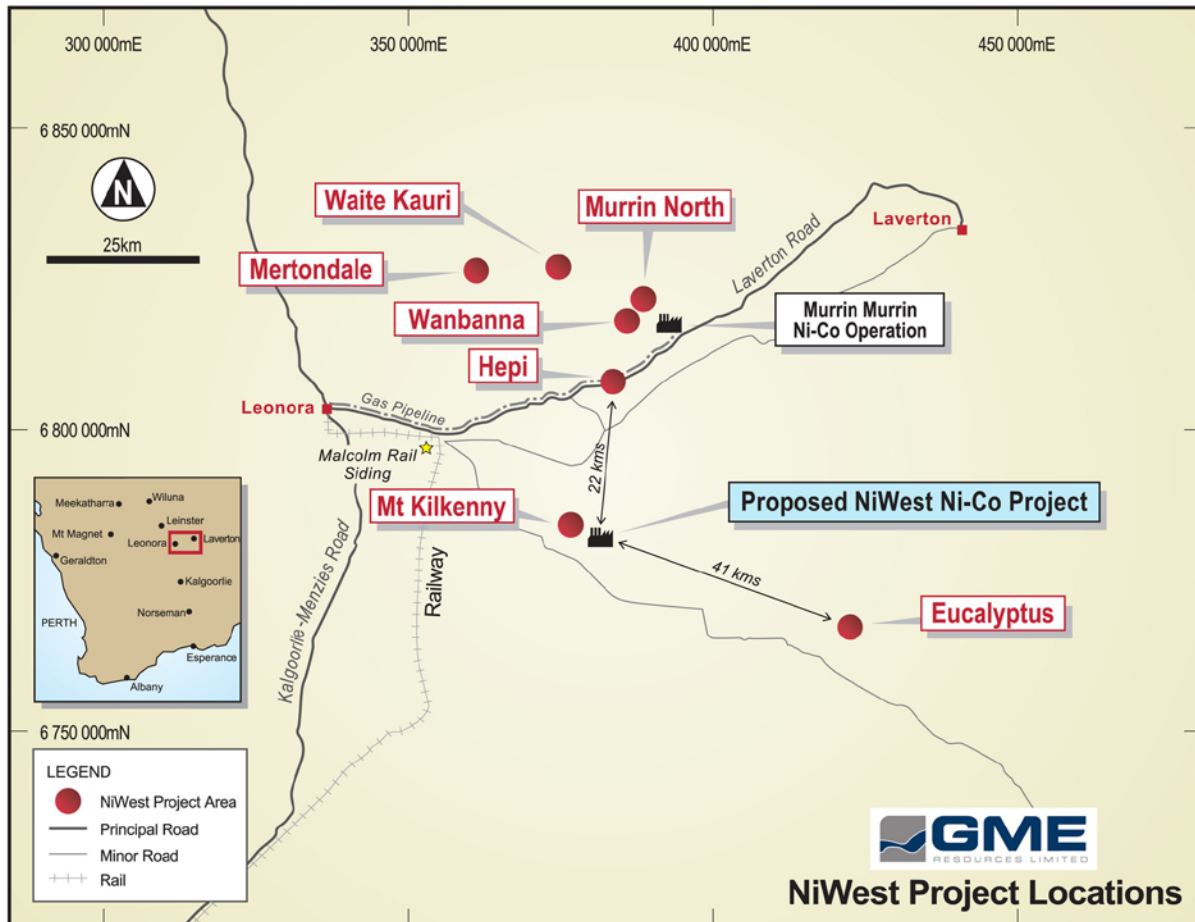 300 000mE
350 000mE
400 000mE
450 000mE
6 850 000mN
N
25km
Waite Kauri
Murrin North
Mertondale
Laverton
Laverton Road
Wanbanna
Murrin Murrin
Ni-Co Operation
Hepi
Leonora
Gas Pipeline
6 800 000mN
Malcolm Rail
Siding
22 kms
Mt Kilkenny
Proposed NiWest Ni-Co Project
41 kms
Eucalyptus
Kalgoorlie-Menzies Road
Railway
Meekatharra
Wiluna
Leinster
Mt Magnet
Leonora
Laverton
Geraldton
Kalgoorlie
Norseman
PERTH
Esperance
Albany
6 750 000mN
LEGEND
NiWest Project Area
Principal Road
Minor Road
Rail
GME
RESOURCES LIMITED
NiWest Project Locations